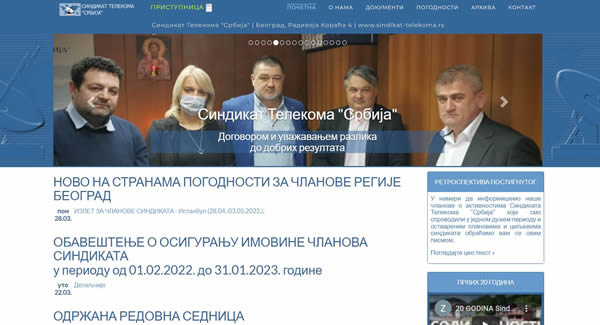 СИНДИКАТ ТЕЛЕКОМА
"СРБИЈА"
ПРИСТУПНИЦА
ПОЧЕТНА О НАМА ДОКУМЕНТИ ПОГОДНОСТИ АРХИВА КОНТАКТ
Синдикат Телекома "Србија" | Београд, Радивоја Кораћа 4 | www.sindikat-telekoma.rs
Синдикат Телекома "Србија"
Договором и уважавањем разлика
до добрих резултата
НОВО НА СТРАНАМА ПОГОДНОСТИ ЗА ЧЛАНОВЕ РЕГИЈЕ
БЕОГРАД
пон ИЗЛЕТ ЗА ЧЛАНОВЕ СИНДИКАТА - Истанбул (28.04.-03.05.2022.).
28.03.
ОБАВЕШТЕЊЕ О ОСИГУРАЊУ ИМОВИНЕ ЧЛАНОВА
СИНДИКАТА
у периоду од 01.02.2022. до 31.01.2023. године
уто Детаљније
22.03.
ОДРЖАНА РЕДОВНА СЕДНИЦА
РЕТРОСПЕКТИВА ПОСТИГНУТОГ
У намери да информишемо наше
чланове о активностима Синдиката
Телекома "Србија" које смо
спроводили у једном дужем периоду и
оствареним плановима и циљевима
синдиката обраћамо вам се овим
писмом.
Погледајте цео текст >
ПРВИХ 20 ГОДИНА
Z 20 GODINA Sind...